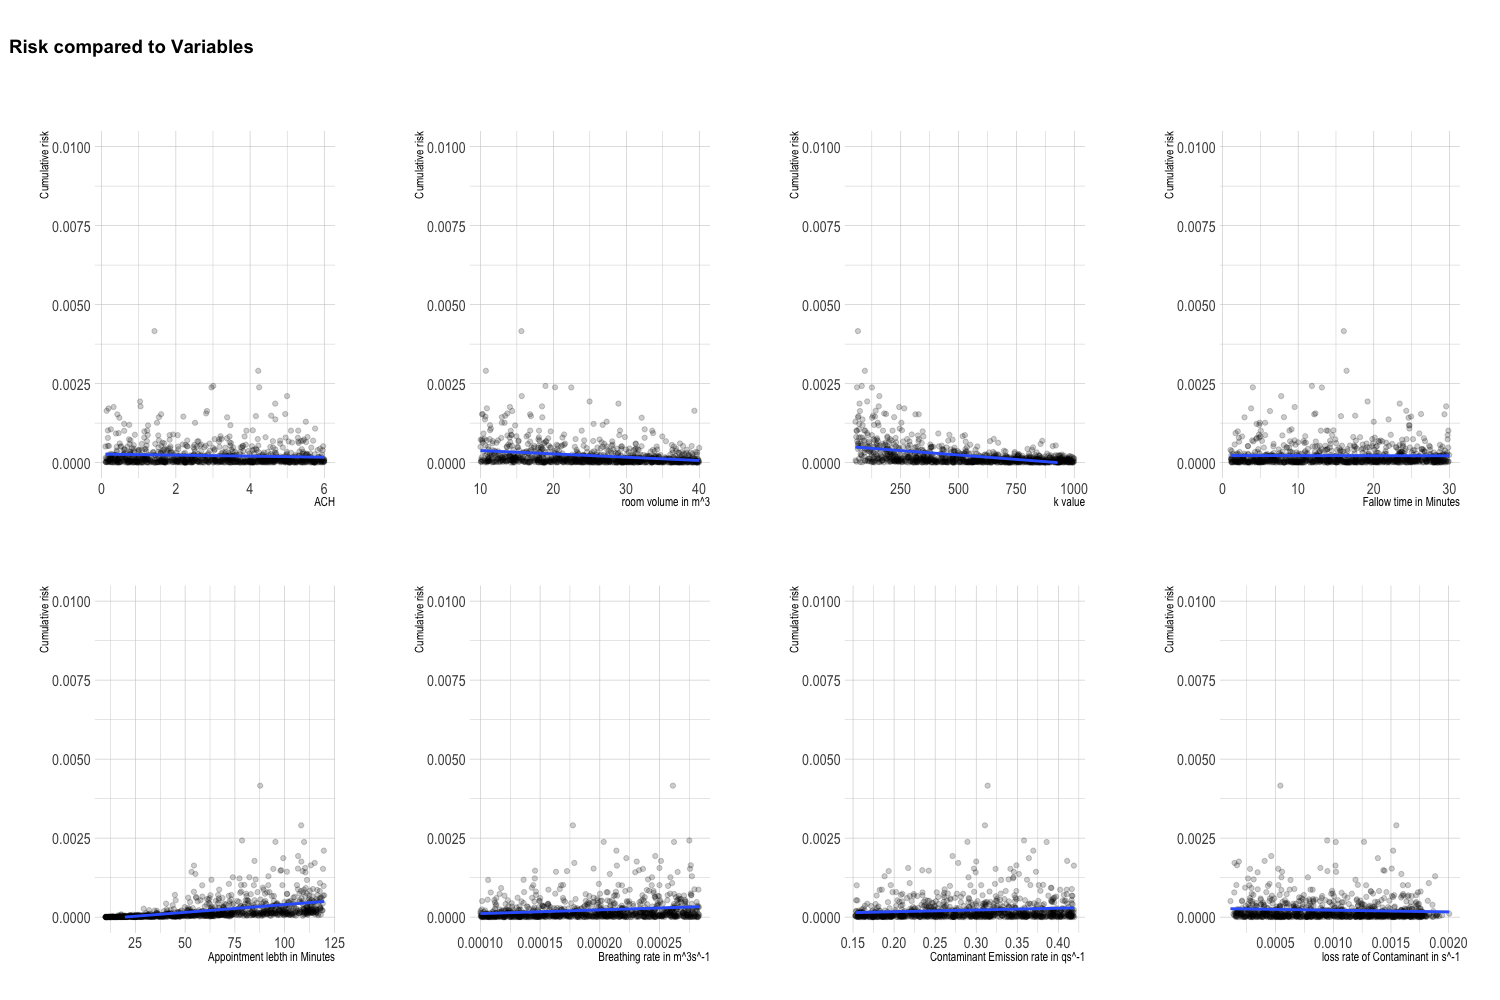 Risk compared to Variables
Cumulative risk
0.0100
0.0075
0.0050
0.0025
0.0000
0 2 4 6
ACH
Cumulative risk
0.0100
0.0075
0.0050
0.0025
0.0000
10 20 30 40
room volume in m^3
Cumulative risk
0.0100
0.0075
0.0050
0.0025
0.0000
250 500 750 1000
k value
Cumulative risk
0.0100
0.0075
0.0050
0.0025
0.0000
0 10 20 30
Fallow time in Minutes
Cumulative risk
0.0100
0.0075
0.0050
0.0025
0.0000
25 50 75 100 125
Appointment lebth in Minutes
Cumulative risk
0.0100
0.0075
0.0050
0.0025
0.0000
0.00010 0.00015 0.00020 0.00025
Breathing rate in m^3s^-1
Cumulative risk
0.0100
0.0075
0.0050
0.0025
0.0000
0.15 0.20 0.25 0.30 0.35 0.40
Contaminant Emission rate in qs^-1
Cumulative risk
0.0100
0.0075
0.0050
0.0025
0.0000
0.0005 0.0010 0.0015 0.0020
loss rate of Contaminant in s^-1